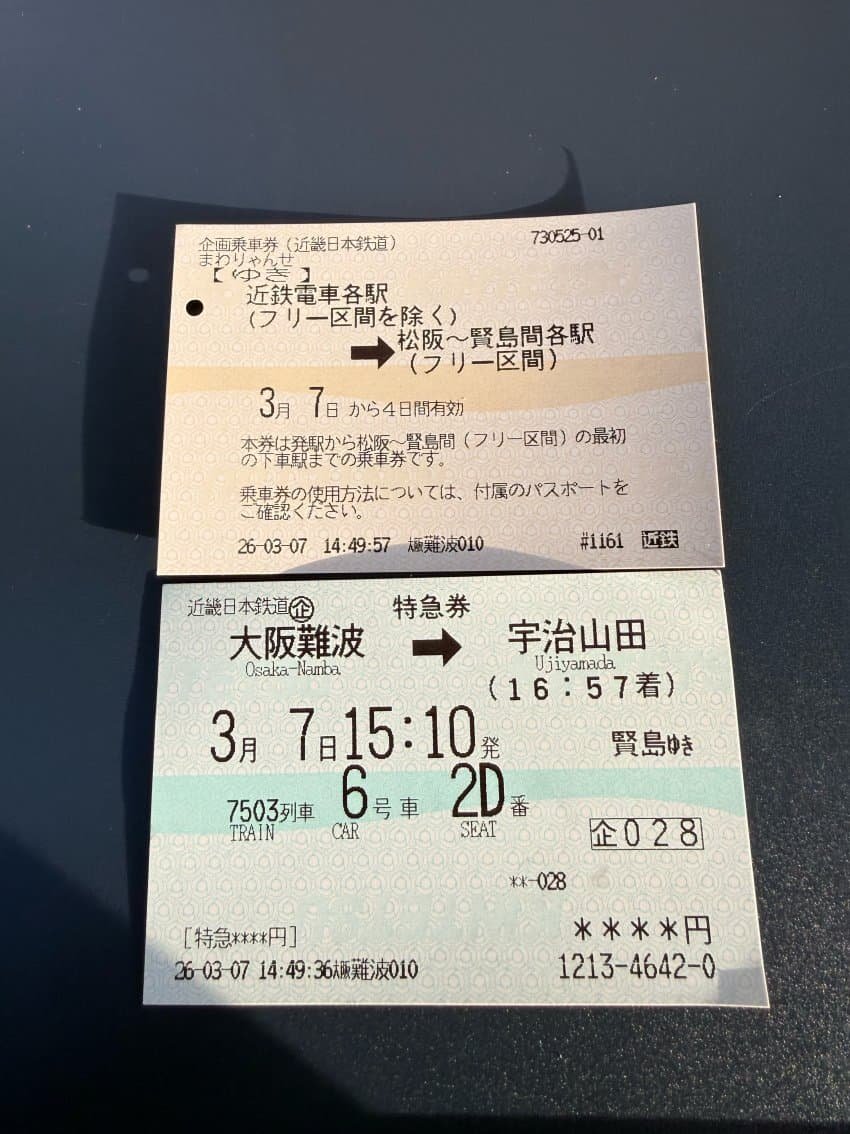 企画乗車券(近畿日本鉄道)
730525-01
まわりゃんせ
【ゆき】
近鉄電車各駅
(フリー区間を除く)
➡松阪~賢島間各駅
(フリー区間)
3月 7日から4日間有効
本券は発駅から松阪~賢島間(フリー区間)の最初
の下車駅までの乗車券です。
乗車券の使用方法については、付属のパスポートを
ご確認ください。
26-03-07 14:49:57 大阪難波010 #1161 近鉄
近畿日本鉄道㊭ 特急券
大阪難波 ➡ 宇治山田
Osaka-Namba Ujiyamada
(16:57着)
3月 7日15:10発 賢島ゆき
7503列車 6号車 2D番
TRAIN CAR SEAT
企028
**-028
[特急****円] ****円
26-03-07 14:49:36大阪難波010 1213-4642-0